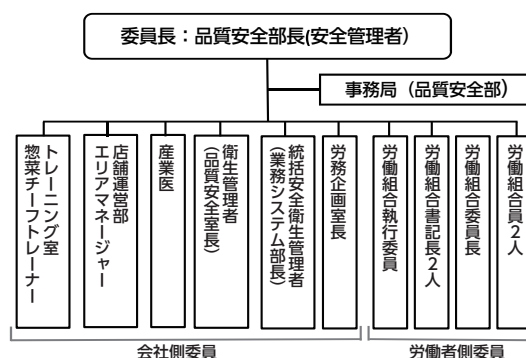 委員長：品質安全部長(安全管理者）
事務局（品質安全部）
トレーニング室
惣菜チーフトレーナー
店舗運営部
エリアマネージャー
産業医
衛生管理者
（品質安全室長）
統括安全衛生管理者
（業務システム部長）
労務企画室長
労働組合執行委員
労働組合書記長２人
労働組合委員長
労働組合員２人
会社側委員
労働者側委員